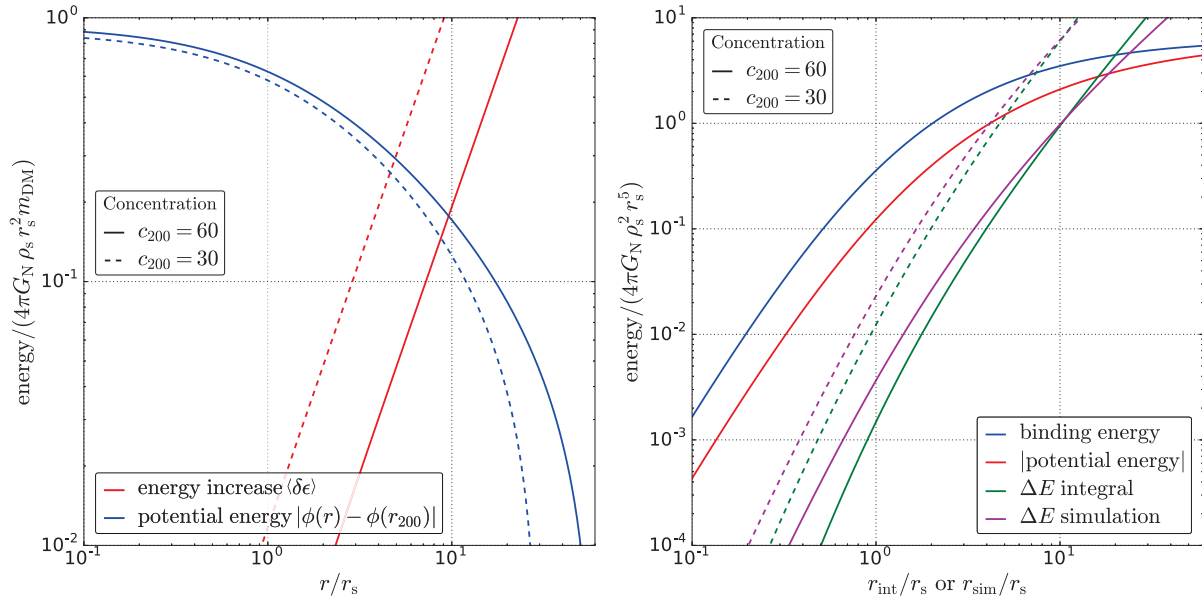 energy/(4πG_N ρ_s r_s^2 m_DM)
10^0
10^-1
10^-2
Concentration
c_200 = 60
c_200 = 30
energy increase ⟨δϵ⟩
potential energy |ϕ(r) − ϕ(r_200)|
10^-1
10^0
10^1
r/r_s
energy/(4πG_N ρ_s^2 r_s^5)
10^1
10^0
10^-1
10^-2
10^-3
10^-4
Concentration
c_200 = 60
c_200 = 30
binding energy
|potential energy|
ΔE integral
ΔE simulation
10^-1
10^0
10^1
r_int/r_s or r_sim/r_s